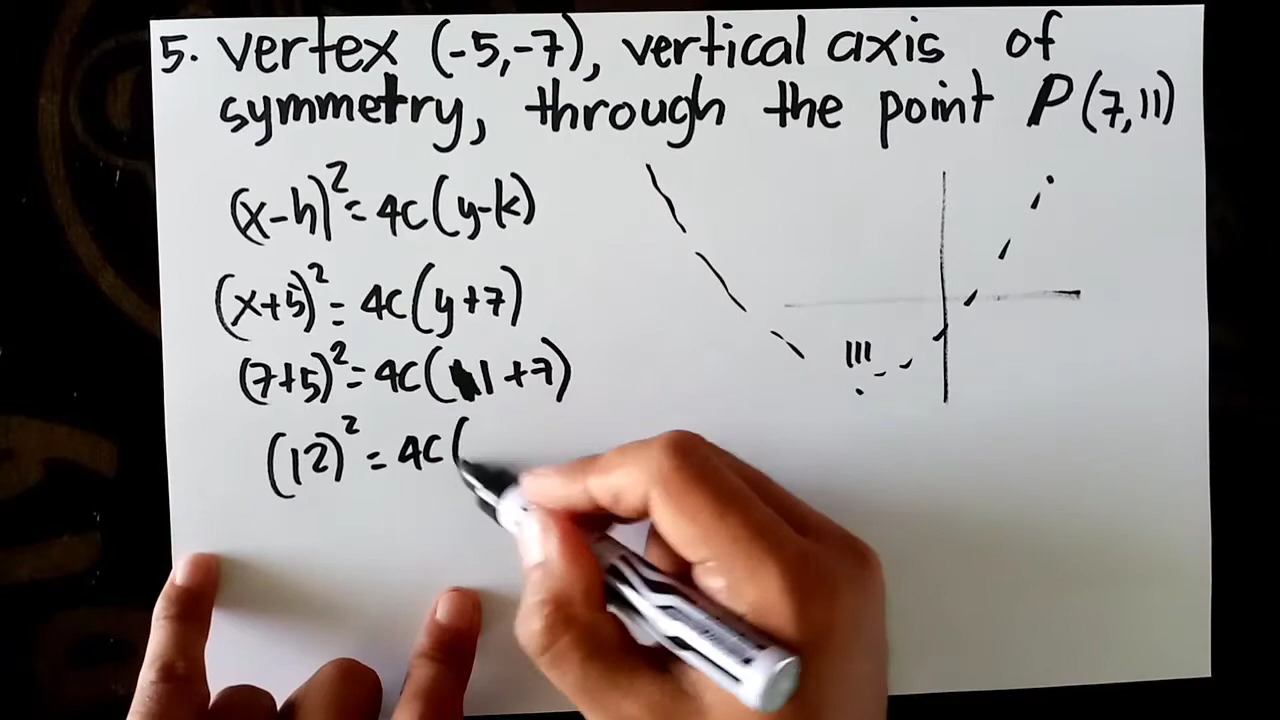 5. vertex (-5,-7), vertical axis of
symmetry, through the point P(7,11)
(x-h)² = 4c(y-k)
(x+5)² = 4c(y+7)
(7+5)² = 4c(11+7)
(12)² = 4c(